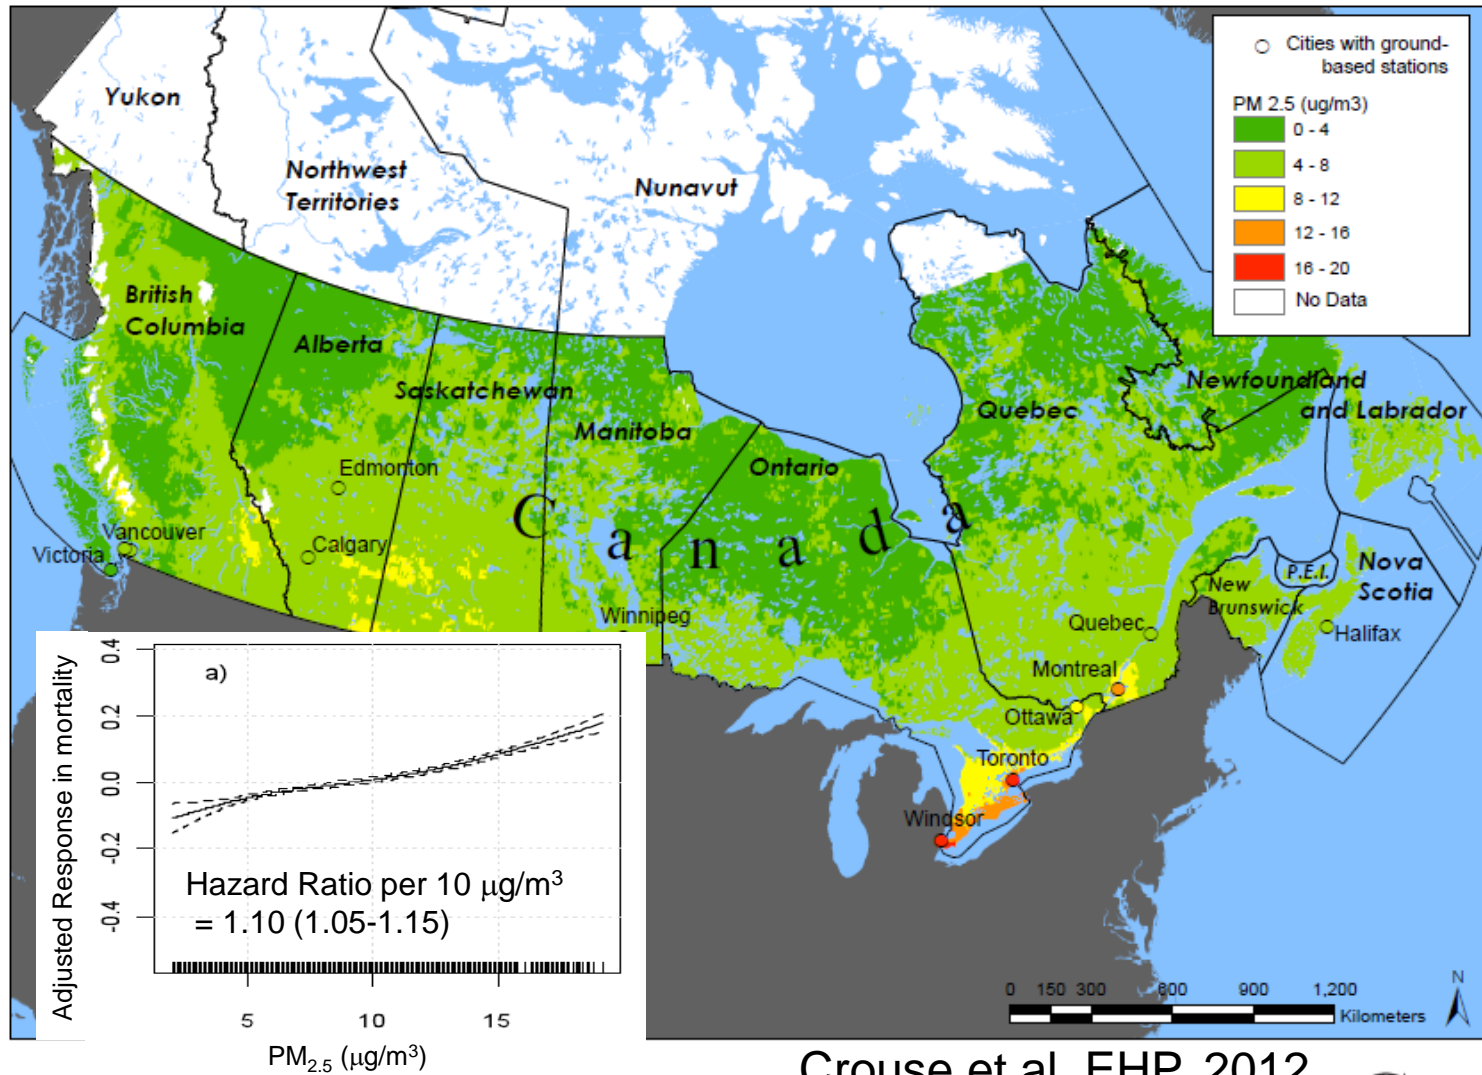 Cities with ground-
based stations
PM 2.5 (ug/m3)
0 - 4
4 - 8
8 - 12
12 - 16
16 - 20
No Data
Yukon
Northwest
Territories
Nunavut
British
Columbia
Alberta
Saskatchewan
Manitoba
Ontario
Quebec
Newfoundland
and Labrador
Edmonton
Canada
Vancouver
Victoria
Calgary
Winnipeg
Quebec
New
Brunswick
P.E.I.
Nova
Scotia
Halifax
Montreal
Ottawa
Toronto
Windsor
Adjusted Response in mortality
0.4
0.2
0.0
-0.2
-0.4
a)
Hazard Ratio per 10 μg/m³
= 1.10 (1.05-1.15)
5 10 15
PM₂.₅ (μg/m³)
0 150 300 600 900 1,200
Kilometers
N
Crouse et al. EHP, 2012